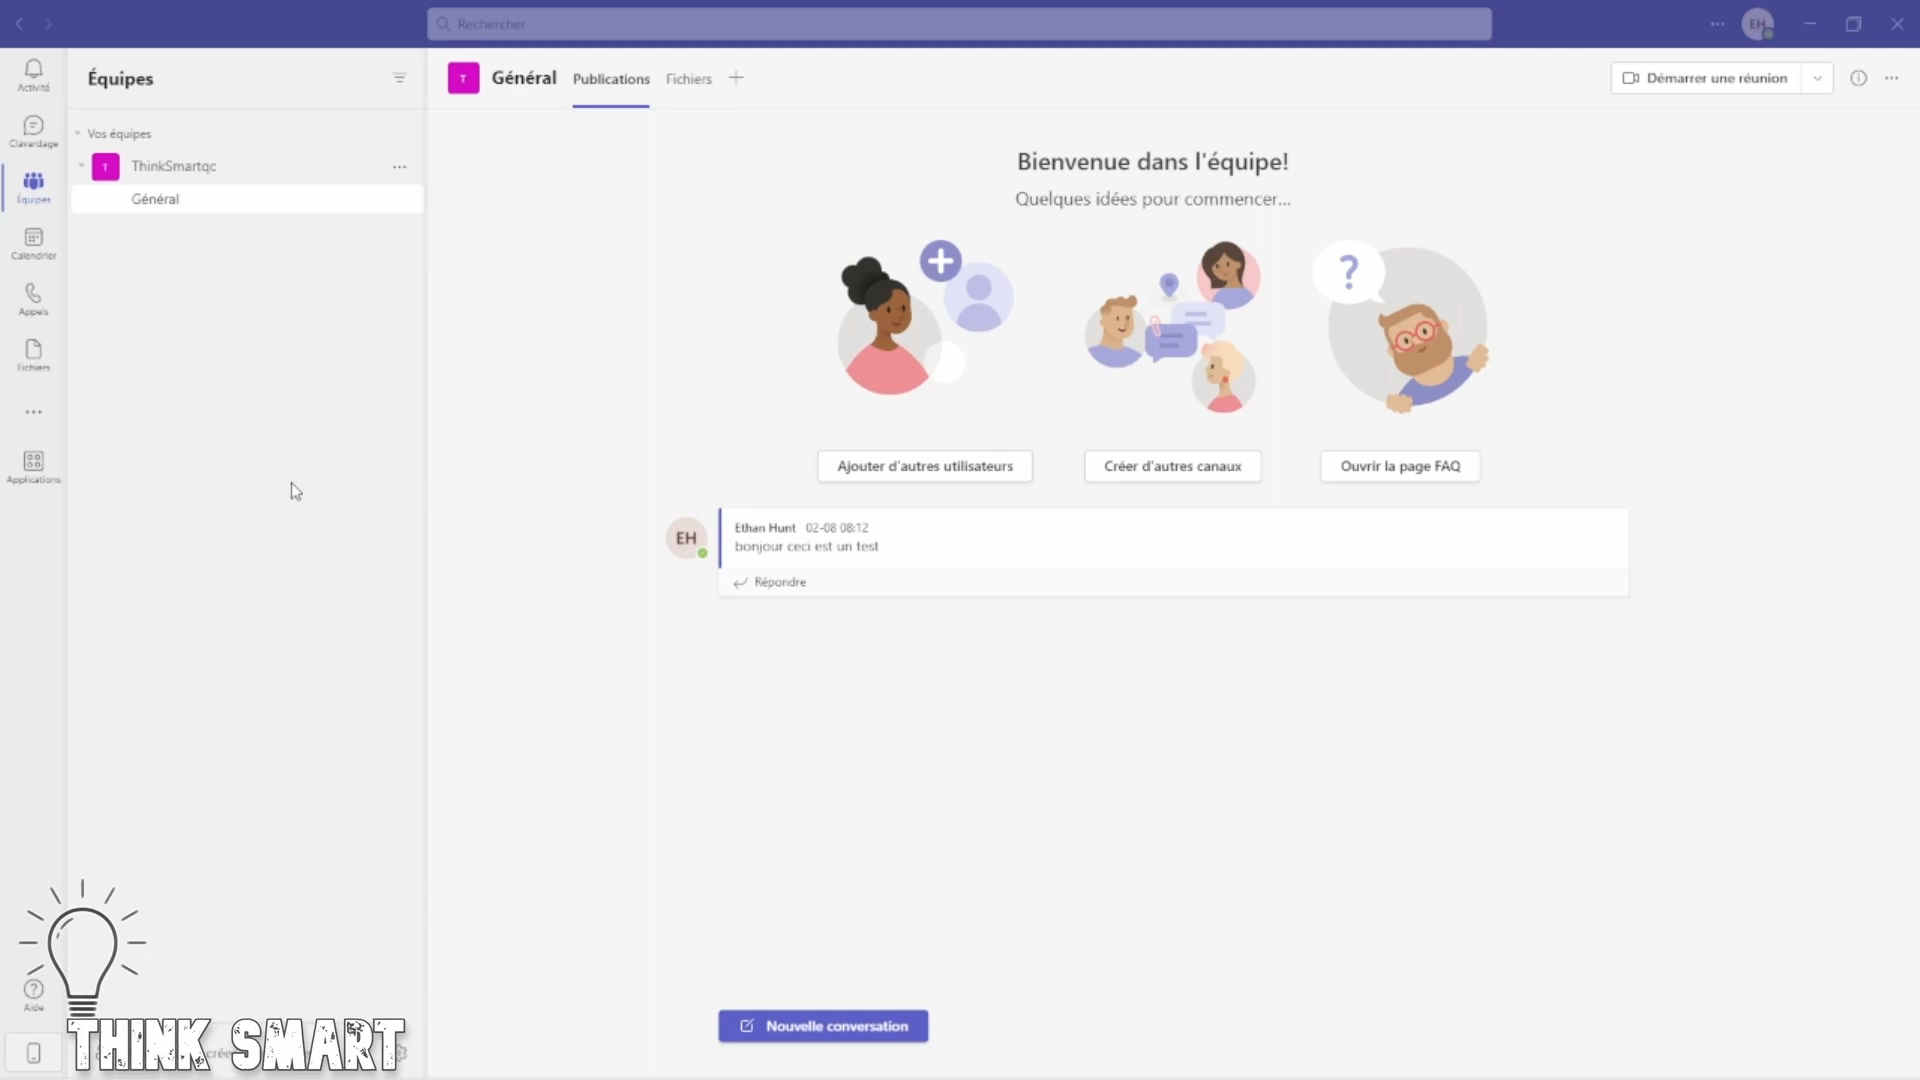 Rechercher
EH
Activité
Clavardage
Équipes
Calendrier
Appels
Fichiers
Applications
Aide
Équipes
Vos équipes
T ThinkSmartqc
Général
T Général Publications Fichiers
Démarrer une réunion
Bienvenue dans l'équipe!
Quelques idées pour commencer...
?
Ajouter d'autres utilisateurs
Créer d'autres canaux
Ouvrir la page FAQ
EH
Ethan Hunt 02-08 08:12
bonjour ceci est un test
Répondre
Nouvelle conversation
THINK SMART